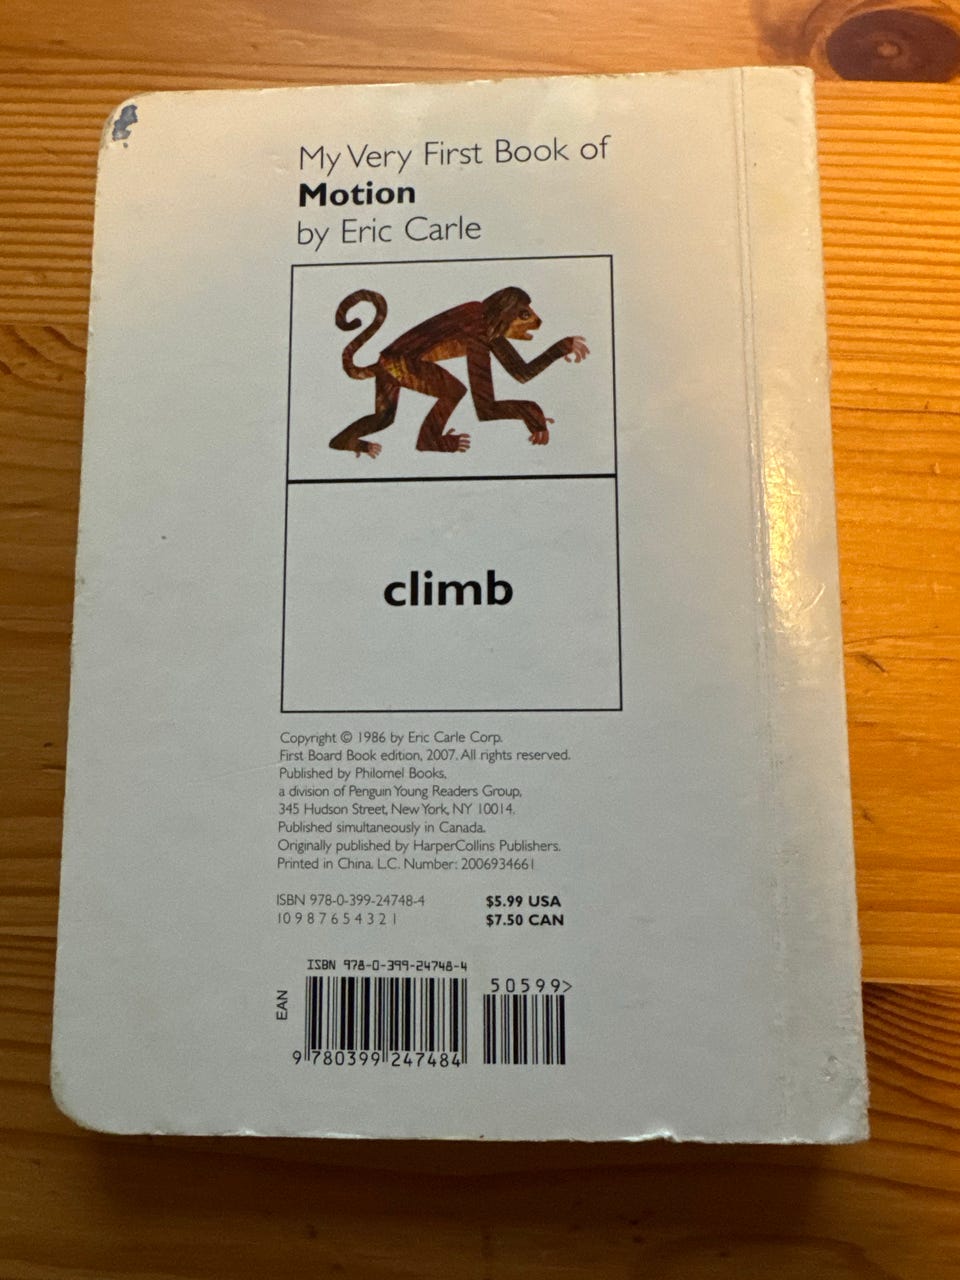 My Very First Book of
Motion
by Eric Carle
climb
Copyright © 1986 by Eric Carle Corp.
First Board Book edition, 2007. All rights reserved.
Published by Philomel Books,
a division of Penguin Young Readers Group,
345 Hudson Street, New York, NY 10014.
Published simultaneously in Canada.
Originally published by HarperCollins Publishers.
Printed in China. L.C. Number: 2006934661
ISBN 978-0-399-24748-4 $5.99 USA
10 9 8 7 6 5 4 3 2 1 $7.50 CAN
ISBN 978-0-399-24748-4
50599>
EAN
9 780399 247484